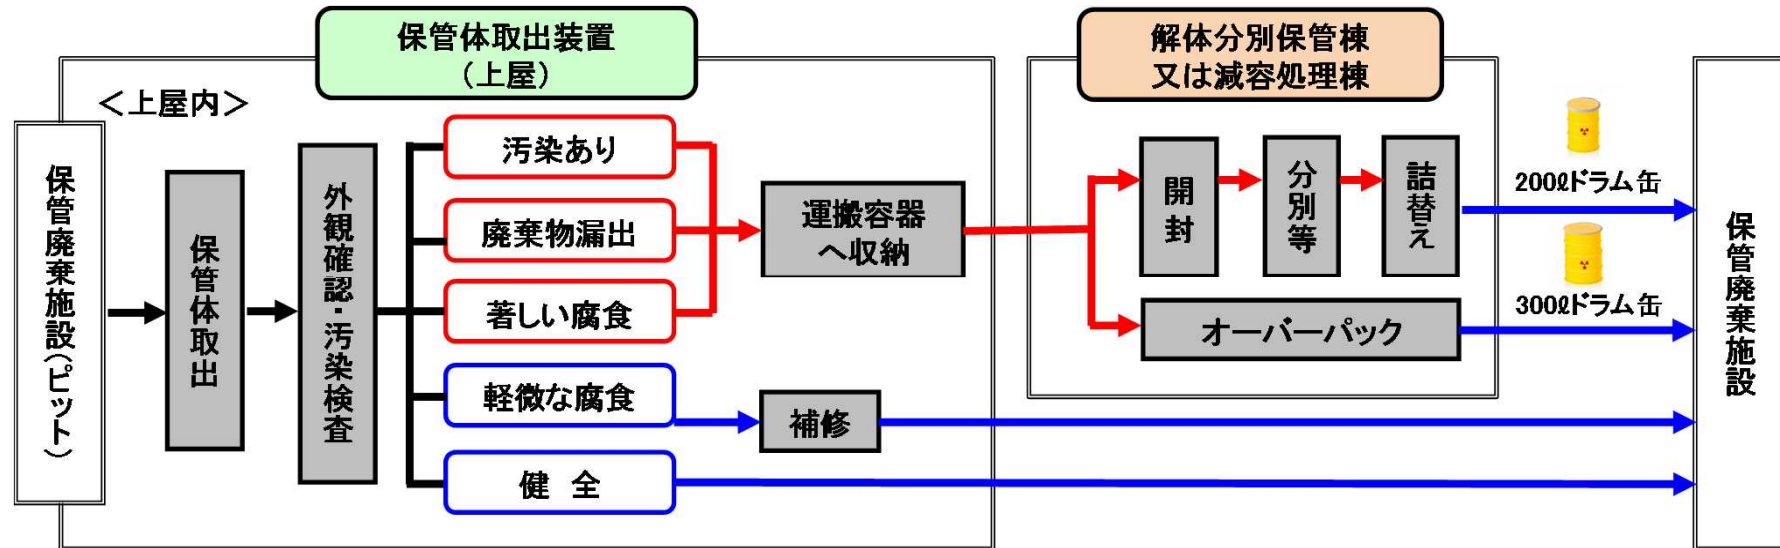 保管体取出装置
（上屋）
解体分別保管棟
又は減容処理棟
＜上屋内＞
保管廃棄施設（ピット）
保管体取出
外観確認・汚染検査
汚染あり
廃棄物漏出
著しい腐食
軽微な腐食
健　全
運搬容器
へ収納
補修
開封
分別等
詰替え
オーバーパック
200ℓドラム缶
300ℓドラム缶
保管廃棄施設